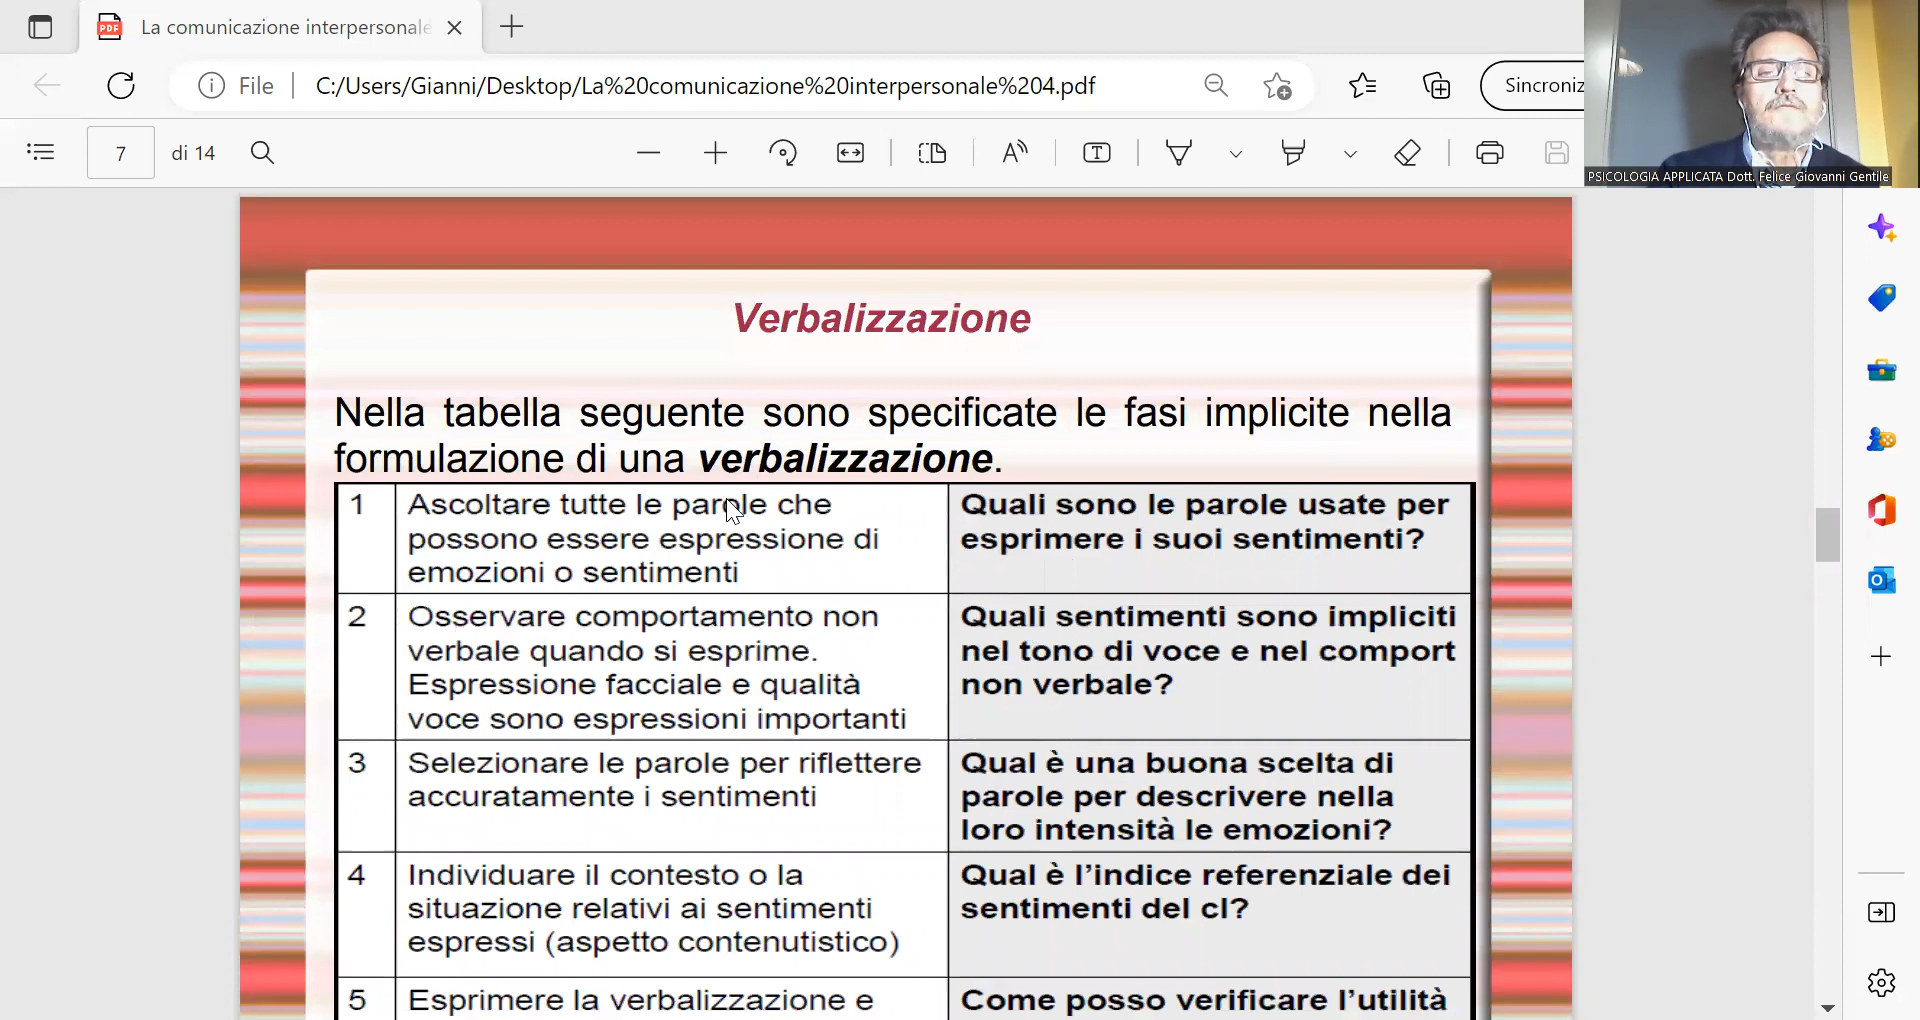 La comunicazione interpersonale
File
C:/Users/Gianni/Desktop/La%20comunicazione%20interpersonale%204.pdf
Sincroniz
7
di 14
PSICOLOGIA APPLICATA Dott. Felice Giovanni Gentile
Verbalizzazione
Nella tabella seguente sono specificate le fasi implicite nella
formulazione di una verbalizzazione.
1
Ascoltare tutte le parole che
possono essere espressione di
emozioni o sentimenti
Quali sono le parole usate per
esprimere i suoi sentimenti?
2
Osservare comportamento non
verbale quando si esprime.
Espressione facciale e qualità
voce sono espressioni importanti
Quali sentimenti sono impliciti
nel tono di voce e nel comport
non verbale?
3
Selezionare le parole per riflettere
accuratamente i sentimenti
Qual è una buona scelta di
parole per descrivere nella
loro intensità le emozioni?
4
Individuare il contesto o la
situazione relativi ai sentimenti
espressi (aspetto contenutistico)
Qual è l'indice referenziale dei
sentimenti del cl?
5
Esprimere la verbalizzazione e
Come posso verificare l'utilità